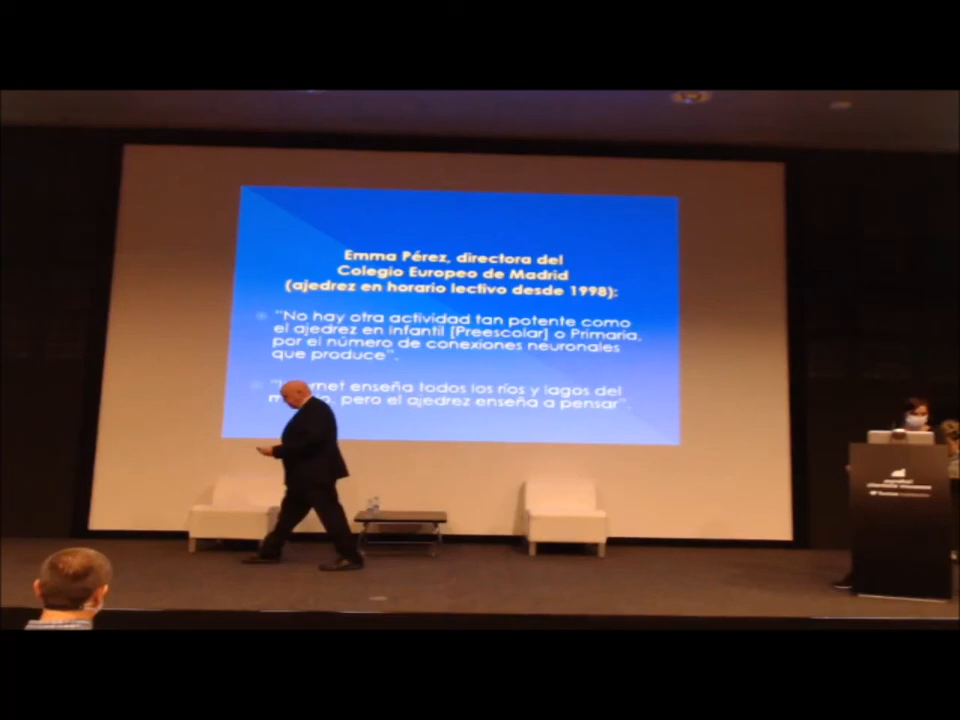 Emma Pérez, directora del
Colegio Europeo de Madrid
(ajedrez en horario lectivo desde 1998):
"No hay otra actividad tan potente como
el ajedrez en Infantil [Preescolar] o Primaria,
por el número de conexiones neuronales
que produce".
enseña todos los ríos y lagos del
pero el ajedrez enseña a pensar".